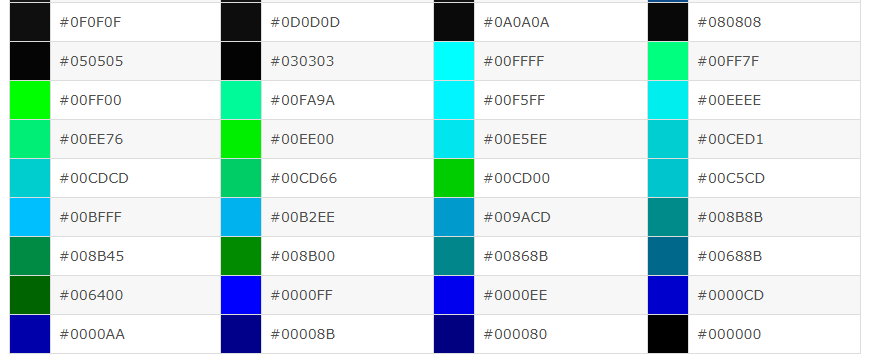 #0F0F0F #0D0D0D #0A0A0A #080808
#050505 #030303 #00FFFF #00FF7F
#00FF00 #00FA9A #00F5FF #00EEEE
#00EE76 #00EE00 #00E5EE #00CED1
#00CDCD #00CD66 #00CD00 #00C5CD
#00BFFF #00B2EE #009ACD #008B8B
#008B45 #008B00 #00868B #00688B
#006400 #0000FF #0000EE #0000CD
#0000AA #00008B #000080 #000000